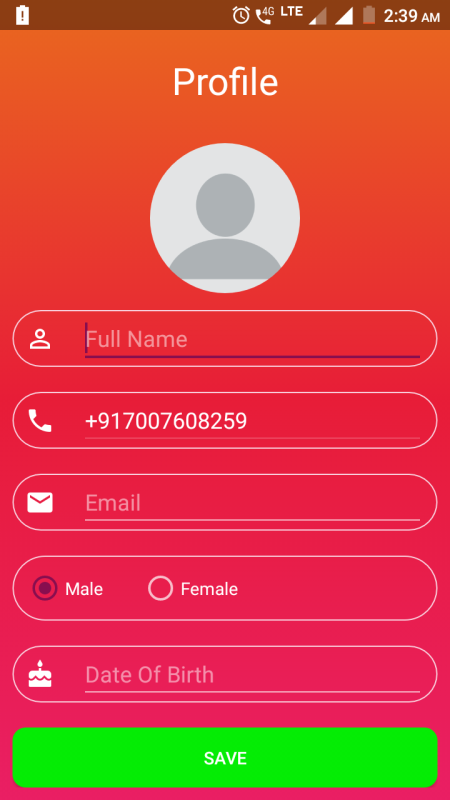 4G LTE 2:39 AM
Profile
Full Name
+917007608259
Email
Male Female
Date Of Birth
SAVE